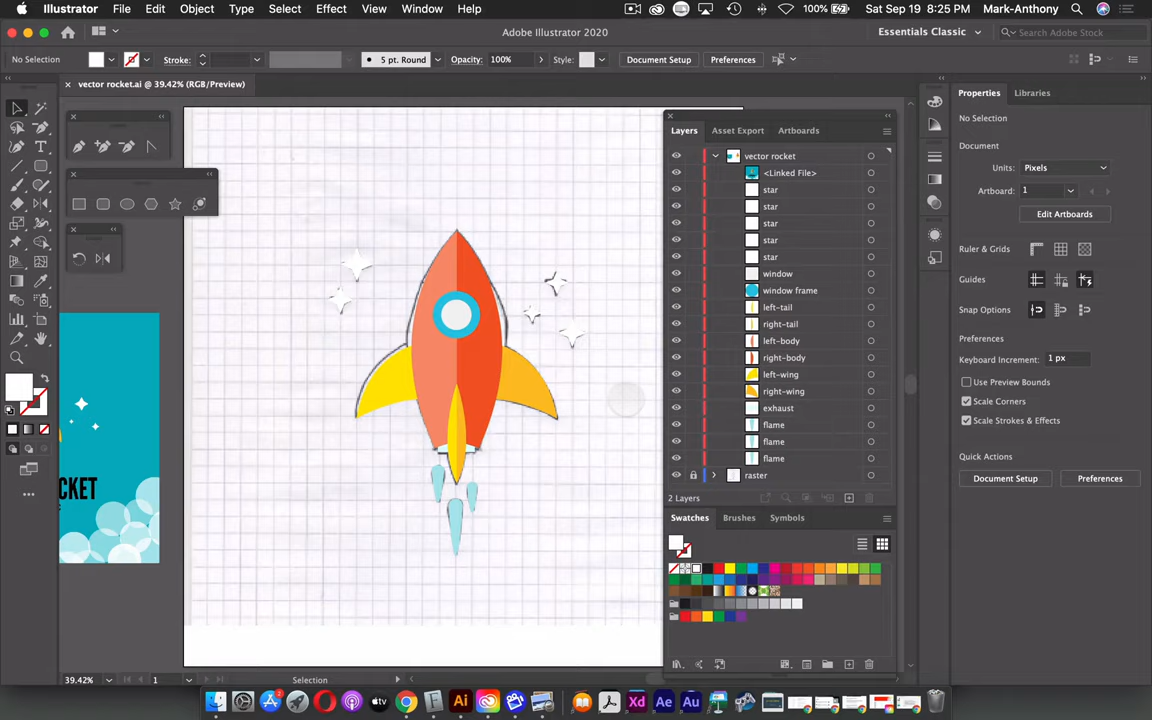 Illustrator File Edit Object Type Select Effect View Window Help 100% Sat Sep 19 8:25 PM Mark-Anthony
Adobe Illustrator 2020 Essentials Classic Search Adobe Stock
No Selection Stroke: 5 pt. Round Opacity: 100% Style: Document Setup Preferences
× vector rocket.ai @ 39.42% (RGB/Preview)
Layers Asset Export Artboards
vector rocket
<Linked File>
star
star
star
star
star
window
window frame
left-tail
right-tail
left-body
right-body
left-wing
right-wing
exhaust
flame
flame
flame
raster
2 Layers
Swatches Brushes Symbols
Properties Libraries
No Selection
Document
Units: Pixels
Artboard: 1
Edit Artboards
Ruler & Grids
Guides
Snap Options
Preferences
Keyboard Increment: 1 px
Use Preview Bounds
Scale Corners
Scale Strokes & Effects
Quick Actions
Document Setup Preferences
39.42% 1 Selection
2
Ai Xd Ae Au